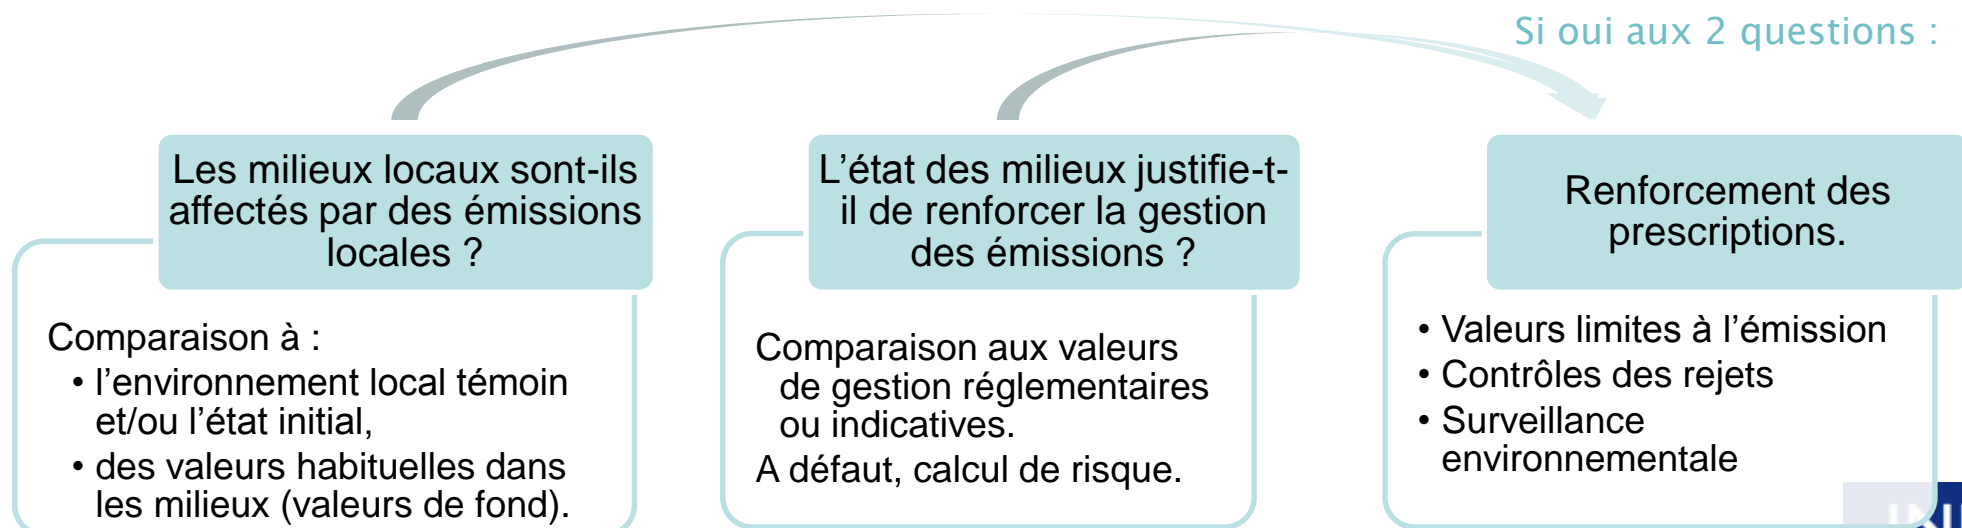 Si oui aux 2 questions :
Les milieux locaux sont-ils
affectés par des émissions
locales ?
Comparaison à :
• l’environnement local témoin
et/ou l’état initial,
• des valeurs habituelles dans
les milieux (valeurs de fond).
L’état des milieux justifie-t-
il de renforcer la gestion
des émissions ?
Comparaison aux valeurs
de gestion réglementaires
ou indicatives.
A défaut, calcul de risque.
Renforcement des
prescriptions.
• Valeurs limites à l’émission
• Contrôles des rejets
• Surveillance
environnementale